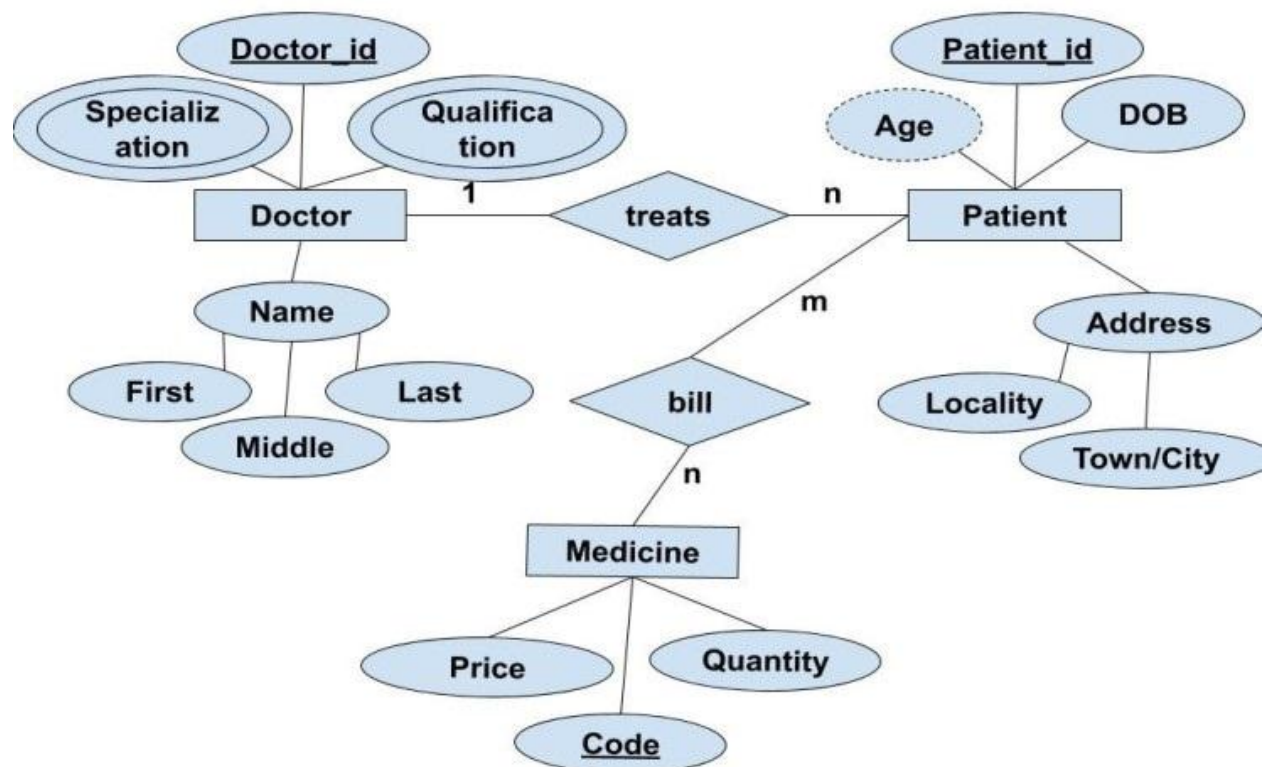 Doctor_id
Specializ
ation
Qualifica
tion
Patient_id
Age
DOB
Doctor
1
treats
n
Patient
Name
First
Middle
Last
m
bill
n
Address
Locality
Town/City
Medicine
Price
Quantity
Code